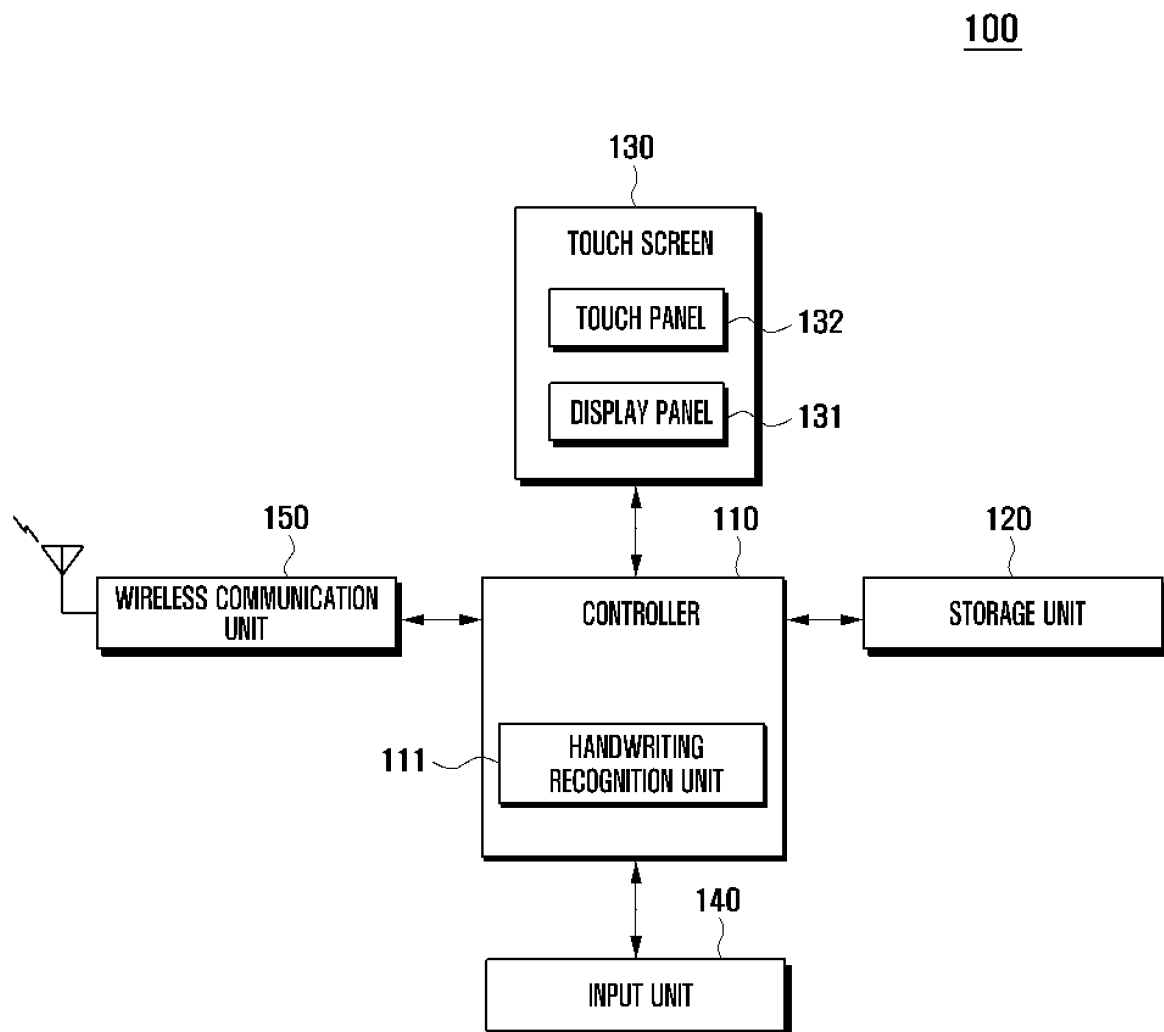 100
130
TOUCH SCREEN
TOUCH PANEL
132
DISPLAY PANEL
131
150
110
120
WIRELESS COMMUNICATION
UNIT
CONTROLLER
STORAGE UNIT
111
HANDWRITING
RECOGNITION UNIT
140
INPUT UNIT